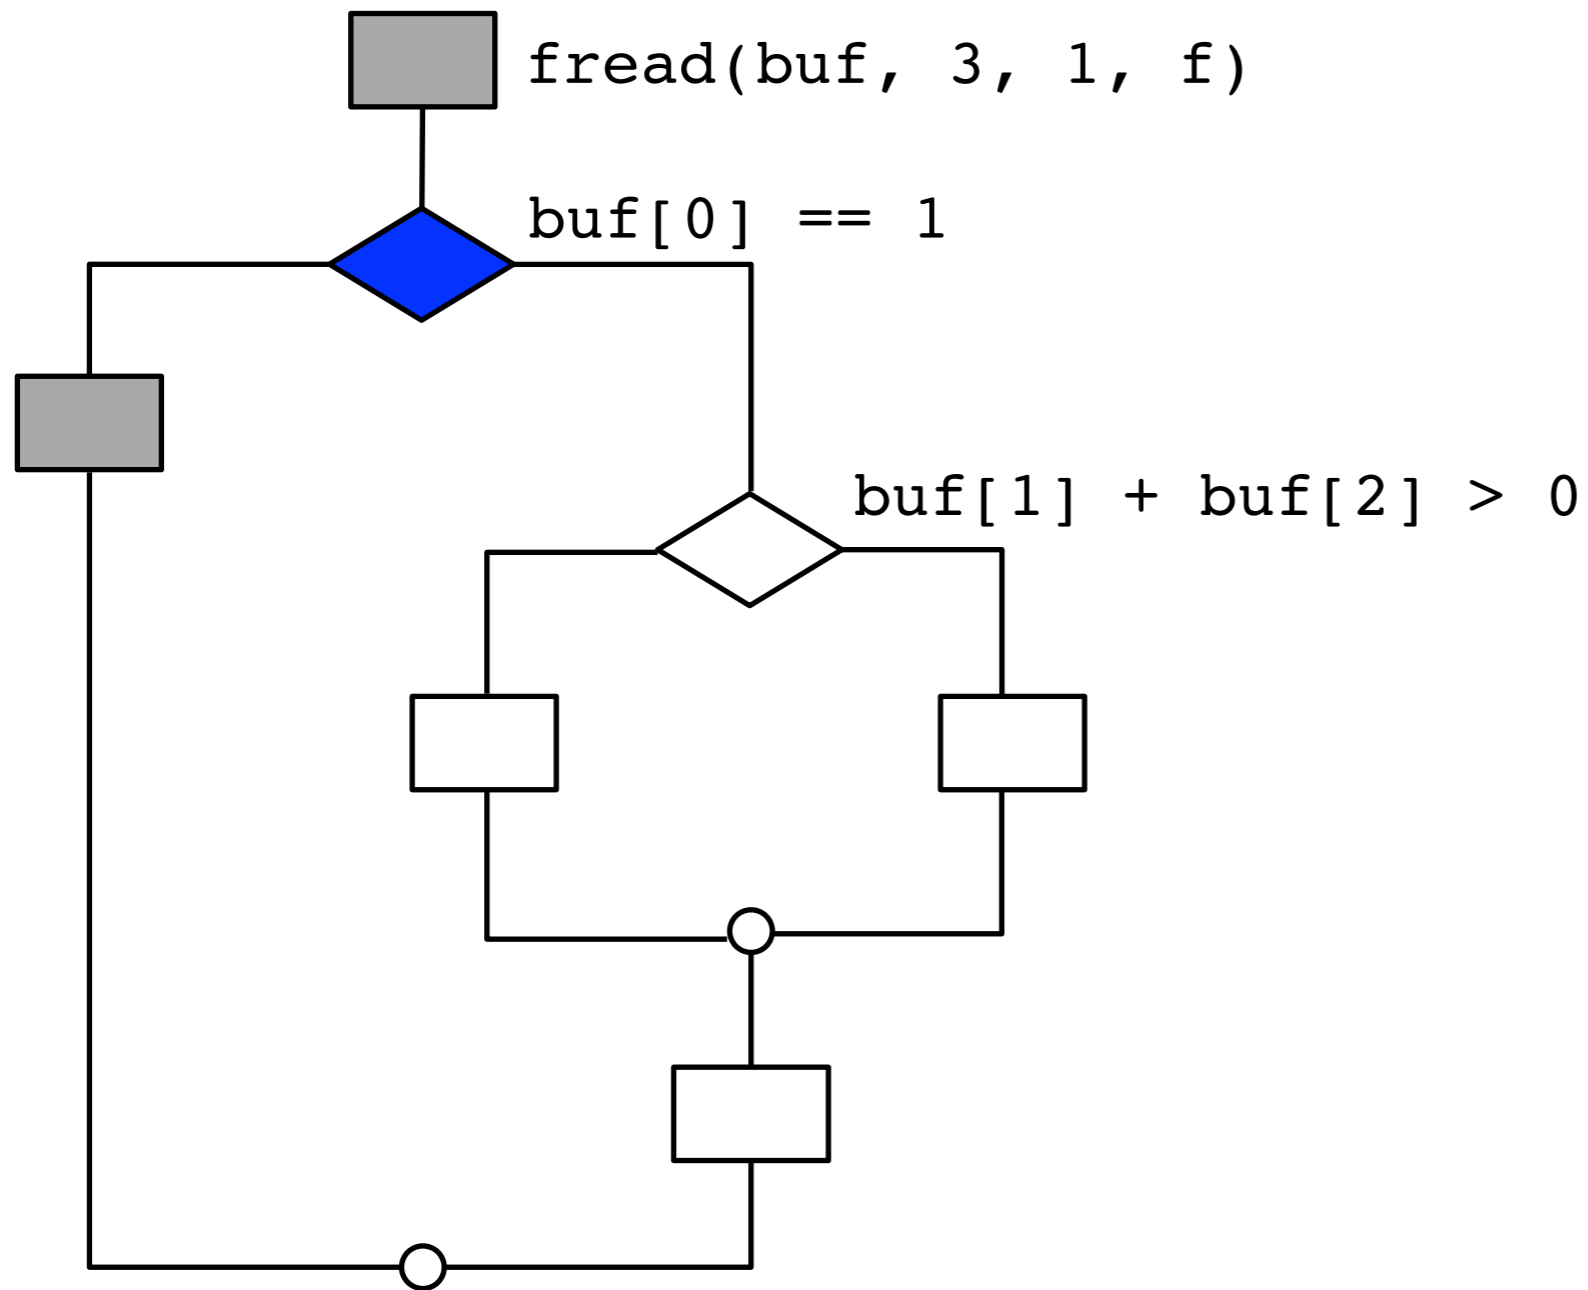 fread(buf, 3, 1, f)
buf[0] == 1
buf[1] + buf[2] > 0